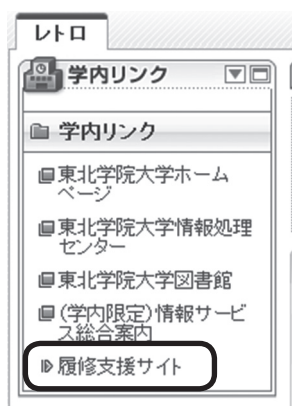 レトロ
学内リンク
学内リンク
東北学院大学ホーム
ページ
東北学院大学情報処理
センター
東北学院大学図書館
(学内限定)情報サービ
ス総合案内
履修支援サイト